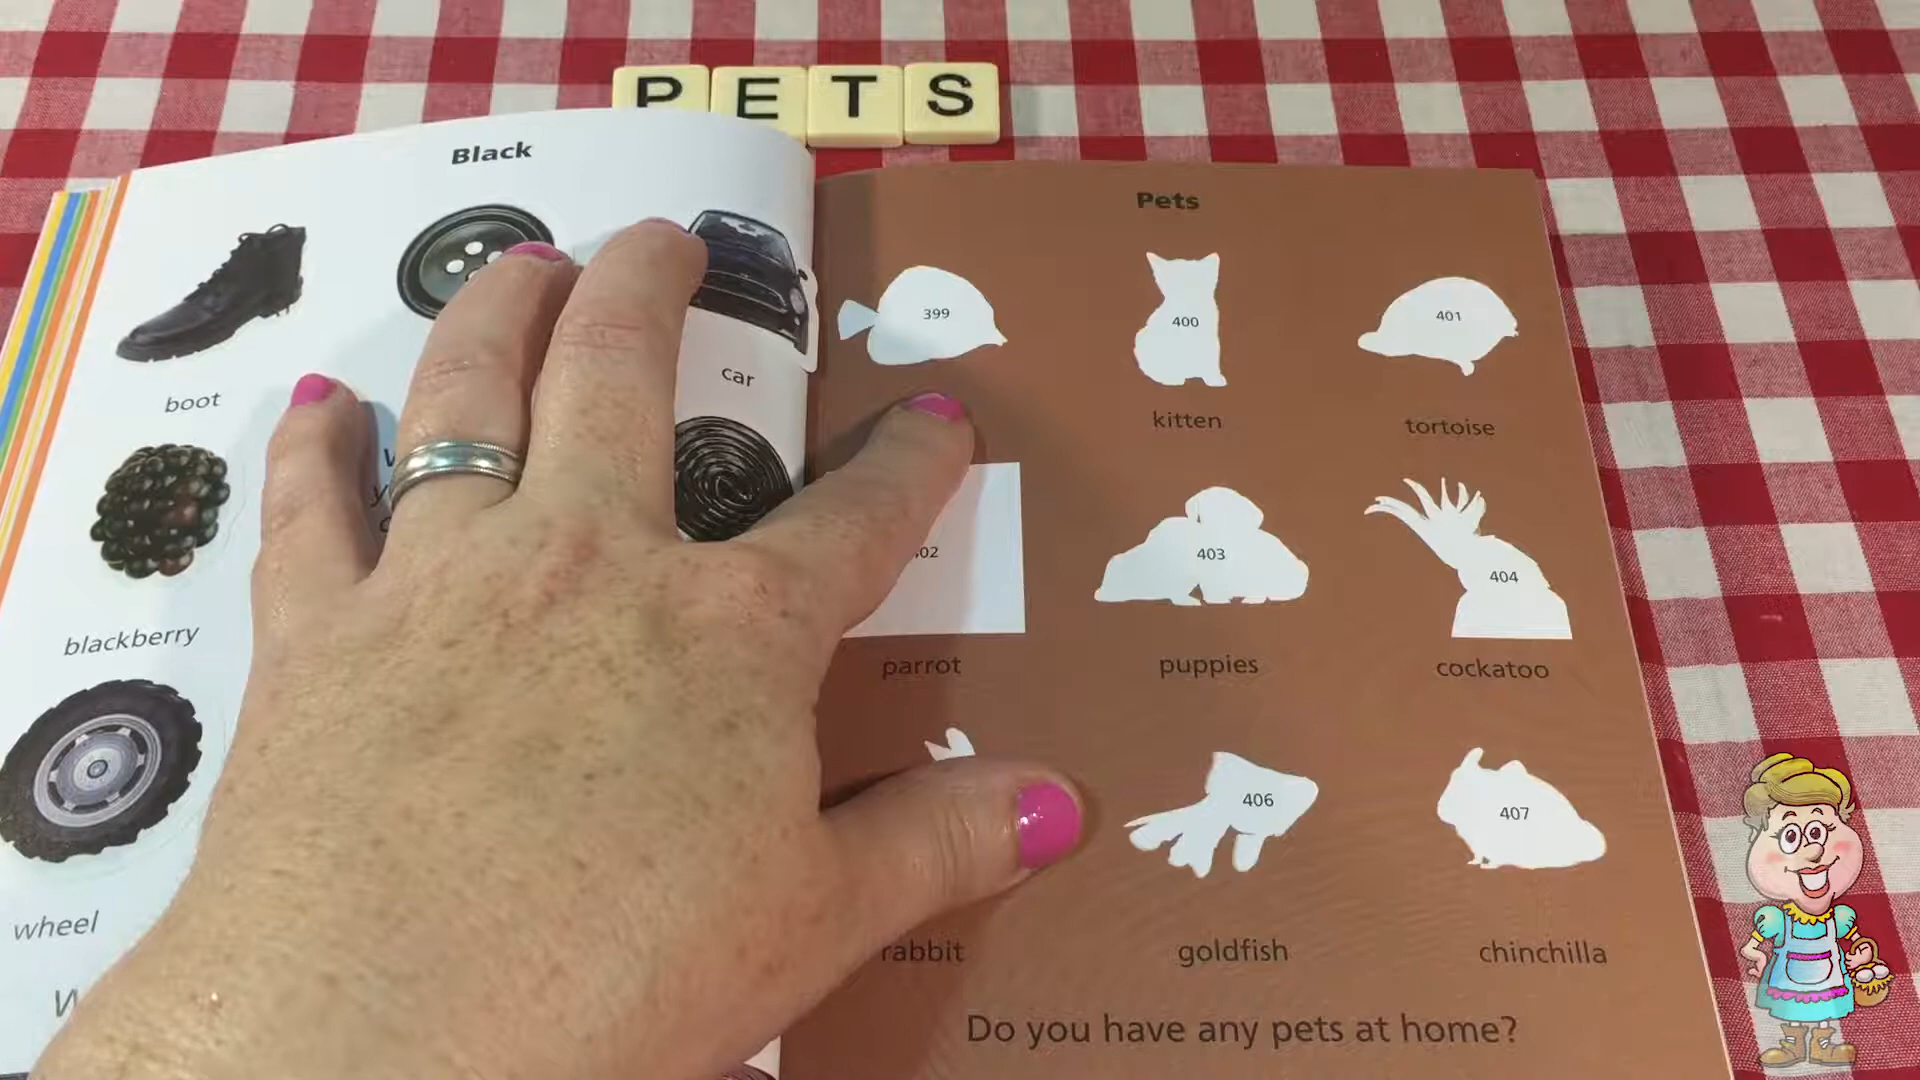 PETS
Black
boot
car
blackberry
wheel
W
Pets
399
400
401
kitten
tortoise
02
403
404
parrot
puppies
cockatoo
406
407
rabbit
goldfish
chinchilla
Do you have any pets at home?